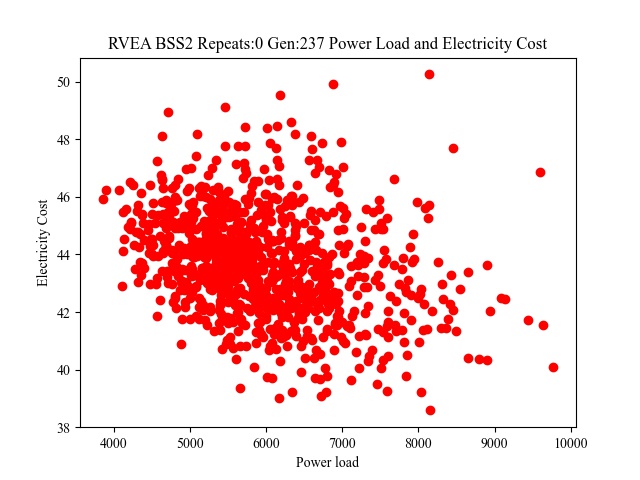 RVEA BSS2 Repeats:0 Gen:237 Power Load and Electricity Cost
50
48
46
44
42
40
38
Electricity Cost
4000 5000 6000 7000 8000 9000 10000
Power load